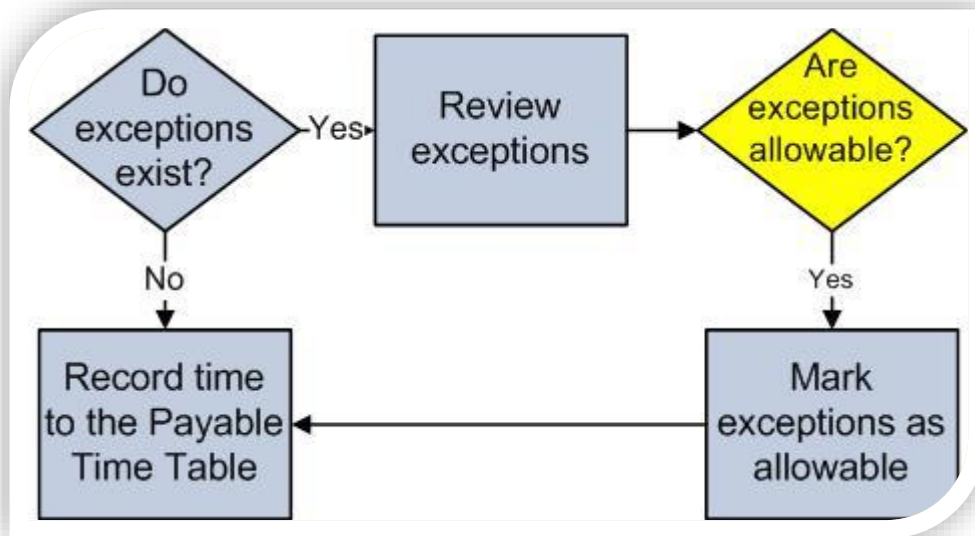 Do
exceptions
exist?
Yes
Review
exceptions
Are
exceptions
allowable?
No
Yes
Record time
to the Payable
Time Table
Mark
exceptions as
allowable